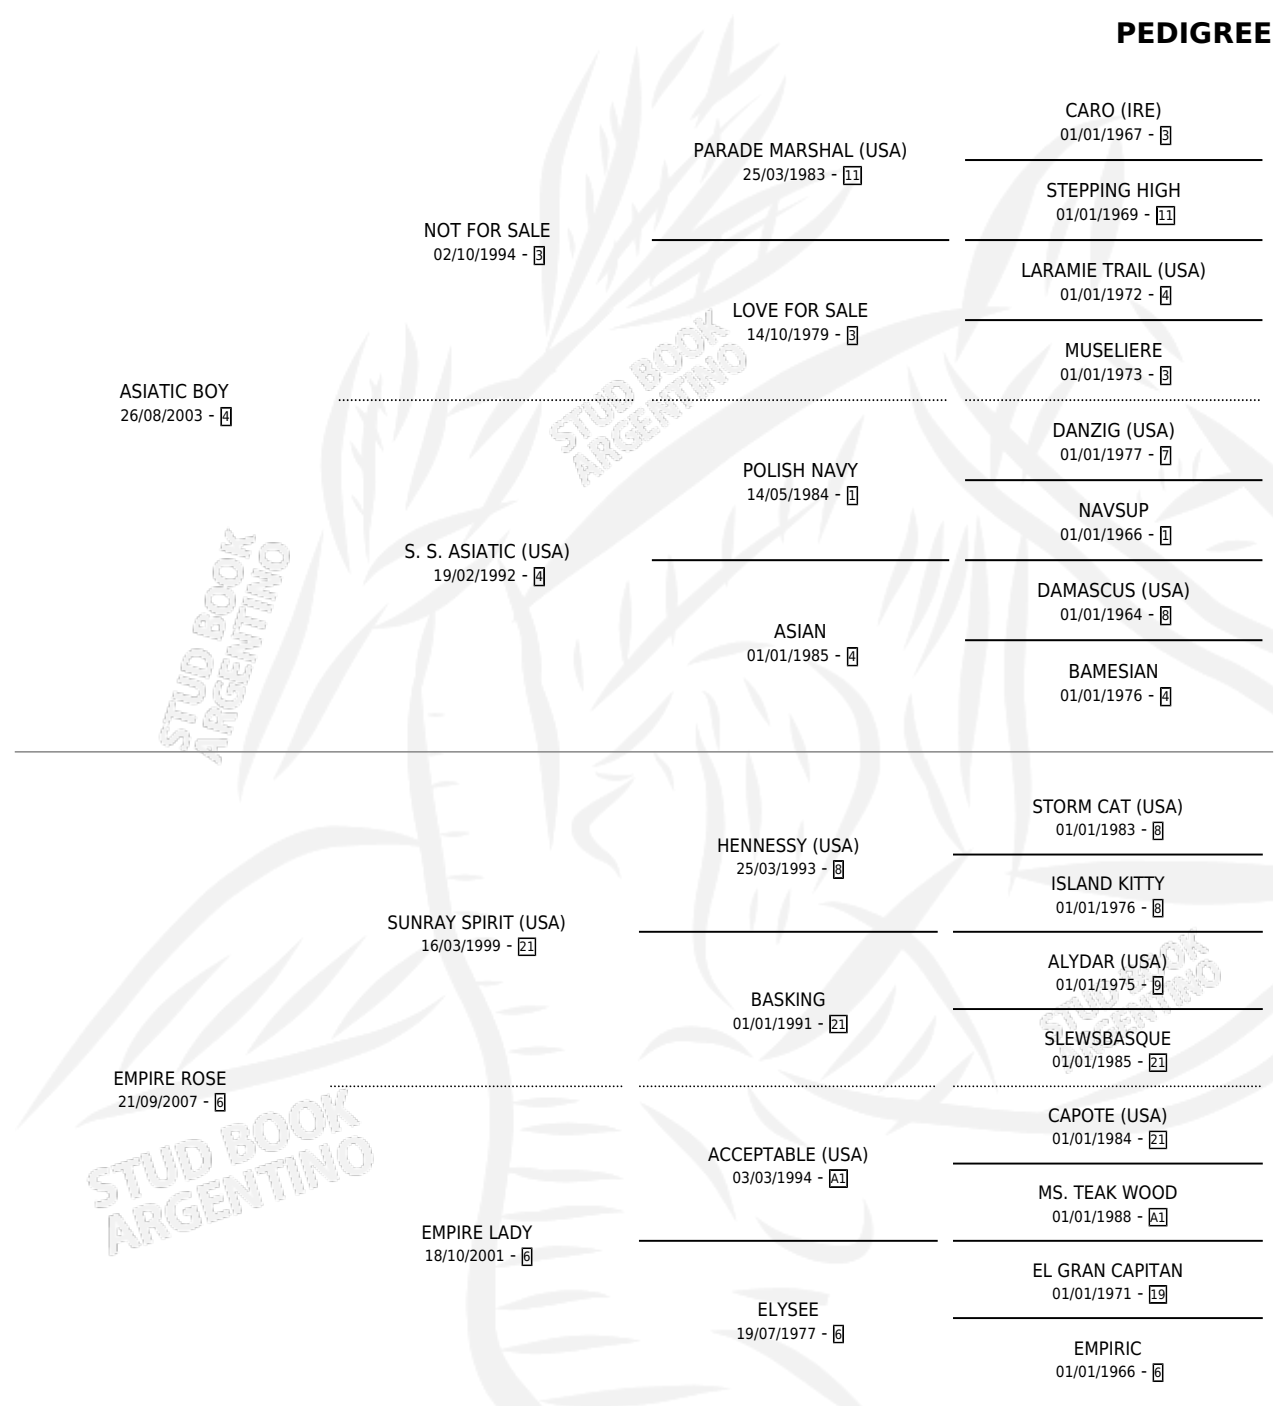 PEDIGREE
ASIATIC BOY
26/08/2003 - 4
NOT FOR SALE
02/10/1994 - 3
S. S. ASIATIC (USA)
19/02/1992 - 4
PARADE MARSHAL (USA)
25/03/1983 - 11
LOVE FOR SALE
14/10/1979 - 3
POLISH NAVY
14/05/1984 - 1
ASIAN
01/01/1985 - 4
CARO (IRE)
01/01/1967 - 3
STEPPING HIGH
01/01/1969 - 11
LARAMIE TRAIL (USA)
01/01/1972 - 4
MUSELIERE
01/01/1973 - 3
DANZIG (USA)
01/01/1977 - 7
NAVSUP
01/01/1966 - 1
DAMASCUS (USA)
01/01/1964 - 8
BAMESIAN
01/01/1976 - 4
EMPIRE ROSE
21/09/2007 - 6
SUNRAY SPIRIT (USA)
16/03/1999 - 21
EMPIRE LADY
18/10/2001 - 6
HENNESSY (USA)
25/03/1993 - 8
BASKING
01/01/1991 - 21
ACCEPTABLE (USA)
03/03/1994 - A1
ELYSEE
19/07/1977 - 6
STORM CAT (USA)
01/01/1983 - 8
ISLAND KITTY
01/01/1976 - 8
ALYDAR (USA)
01/01/1975 - 9
SLEWSBASQUE
01/01/1985 - 21
CAPOTE (USA)
01/01/1984 - 21
MS. TEAK WOOD
01/01/1988 - A1
EL GRAN CAPITAN
01/01/1971 - 19
EMPIRIC
01/01/1966 - 6
STUD BOOK
ARGENTINO
STUD BOOK
ARGENTINO
STUD BOOK
ARGENTINO
STUD BOOK
ARGENTINO